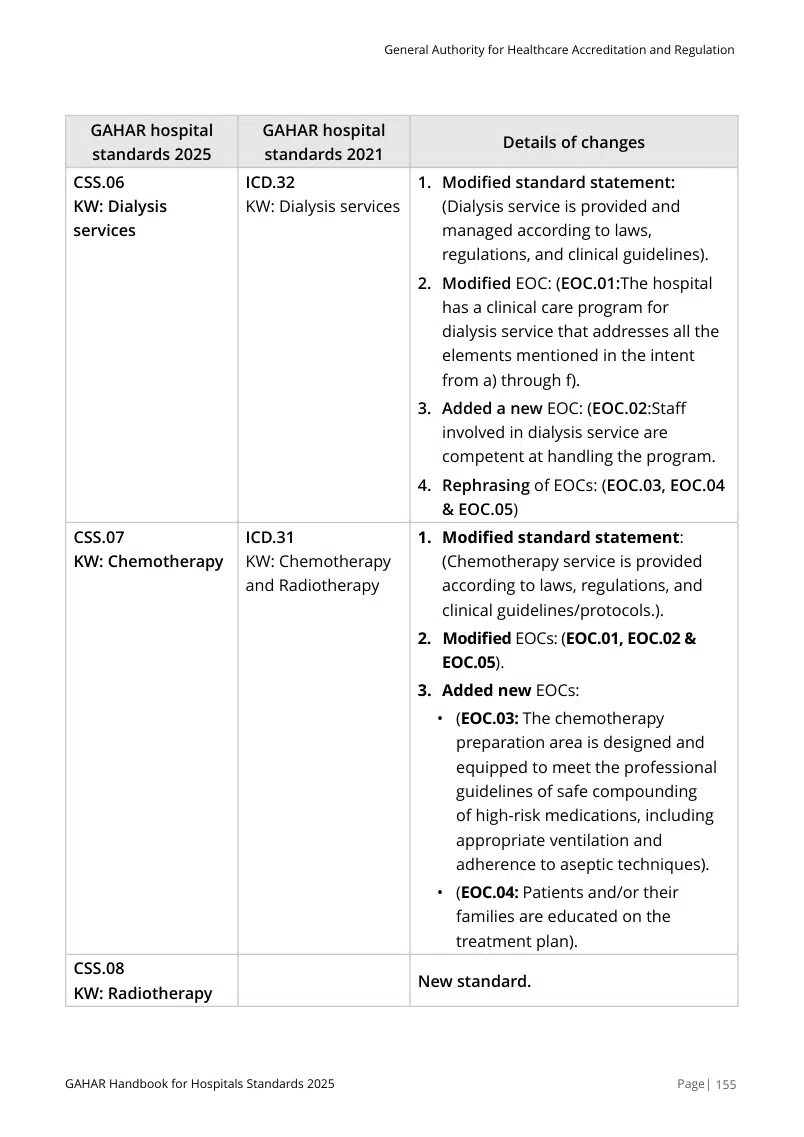 General Authority for Healthcare Accreditation and Regulation
GAHAR hospital
standards 2025
GAHAR hospital
standards 2021
Details of changes
CSS.06
KW: Dialysis
services
ICD.32
KW: Dialysis services
1. Modified standard statement:
(Dialysis service is provided and
managed according to laws,
regulations, and clinical guidelines).
2. Modified EOC: (EOC.01:The hospital
has a clinical care program for
dialysis service that addresses all the
elements mentioned in the intent
from a) through f).
3. Added a new EOC: (EOC.02:Staff
involved in dialysis service are
competent at handling the program.
4. Rephrasing of EOCs: (EOC.03, EOC.04
& EOC.05)
CSS.07
KW: Chemotherapy
ICD.31
KW: Chemotherapy
and Radiotherapy
1. Modified standard statement:
(Chemotherapy service is provided
according to laws, regulations, and
clinical guidelines/protocols.).
2. Modified EOCs: (EOC.01, EOC.02 &
EOC.05).
3. Added new EOCs:
• (EOC.03: The chemotherapy
preparation area is designed and
equipped to meet the professional
guidelines of safe compounding
of high-risk medications, including
appropriate ventilation and
adherence to aseptic techniques).
• (EOC.04: Patients and/or their
families are educated on the
treatment plan).
CSS.08
KW: Radiotherapy
New standard.
GAHAR Handbook for Hospitals Standards 2025
Page| 155